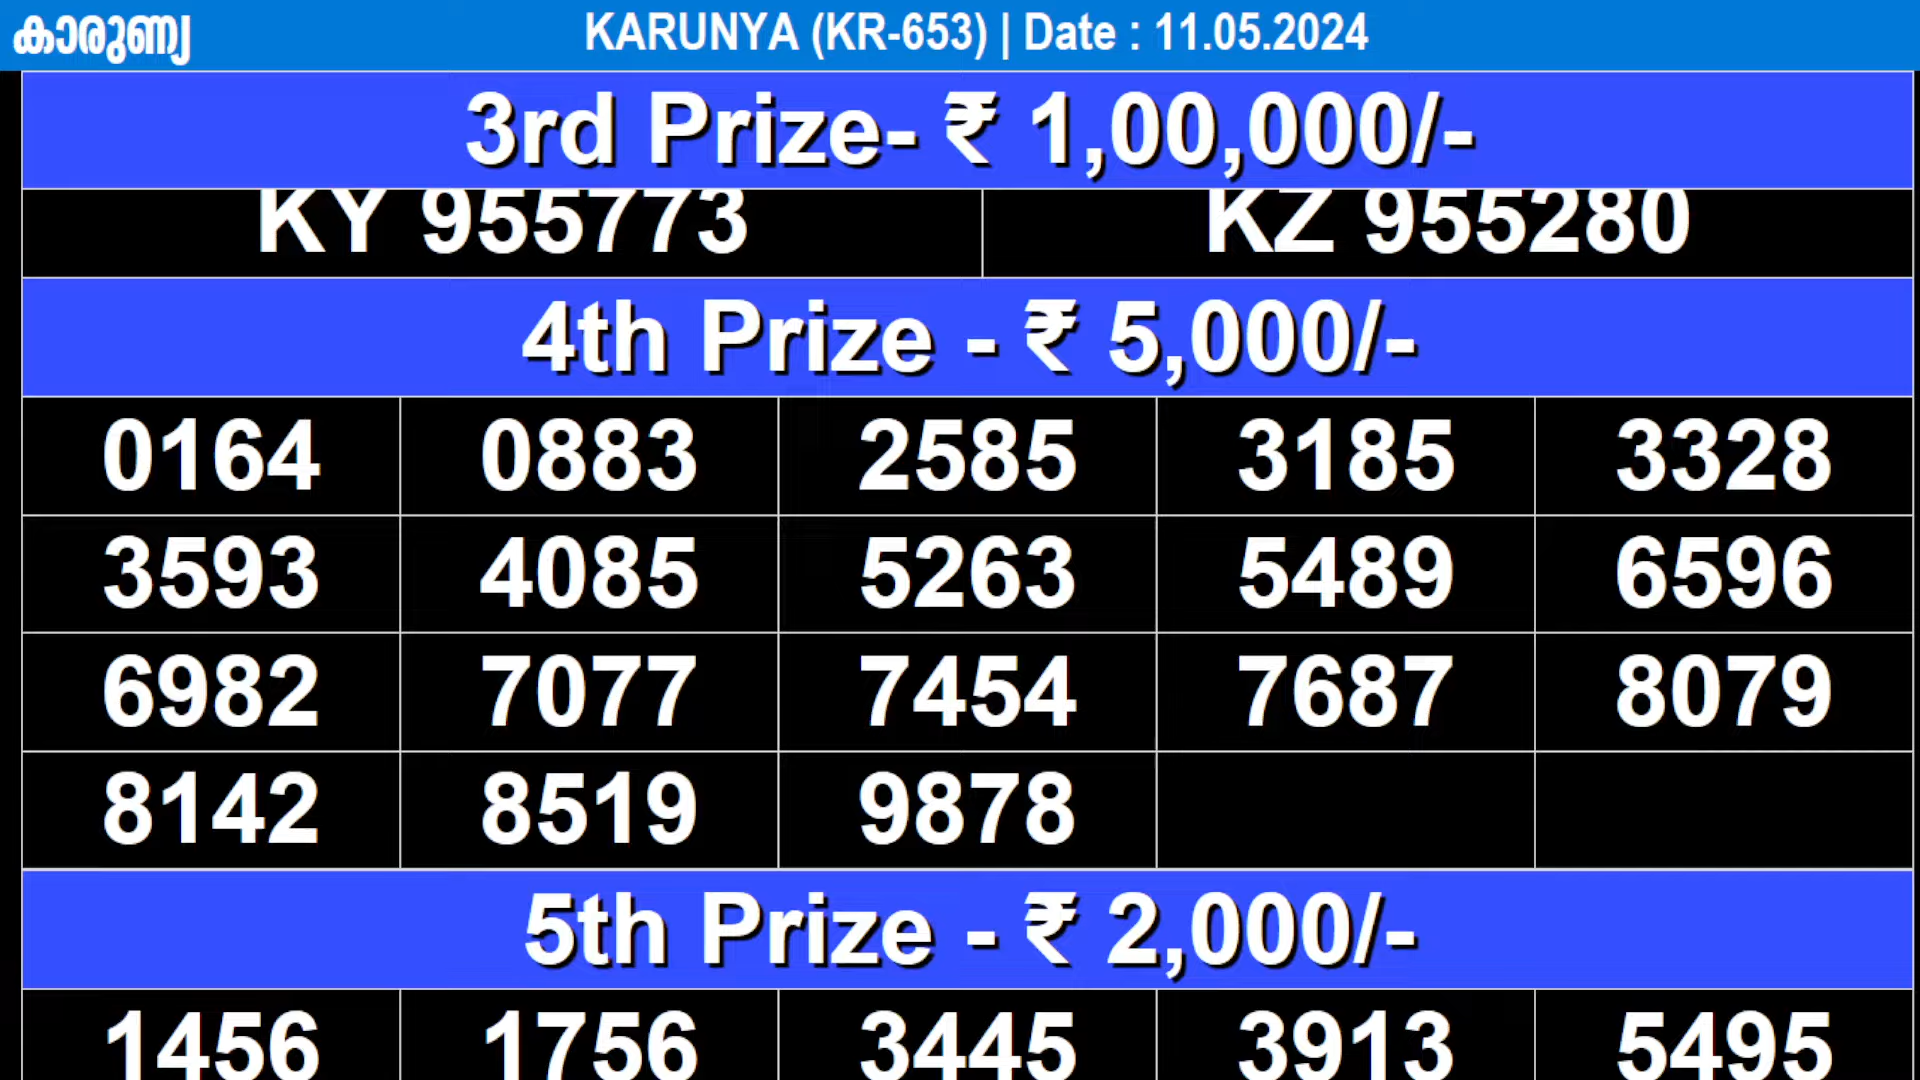 കാരുണ്യ KARUNYA (KR-653) | Date : 11.05.2024
3rd Prize- ₹ 1,00,000/-
KY 955773 KZ 955280
4th Prize - ₹ 5,000/-
0164 0883 2585 3185 3328
3593 4085 5263 5489 6596
6982 7077 7454 7687 8079
8142 8519 9878
5th Prize - ₹ 2,000/-
1456 1756 3445 3913 5495